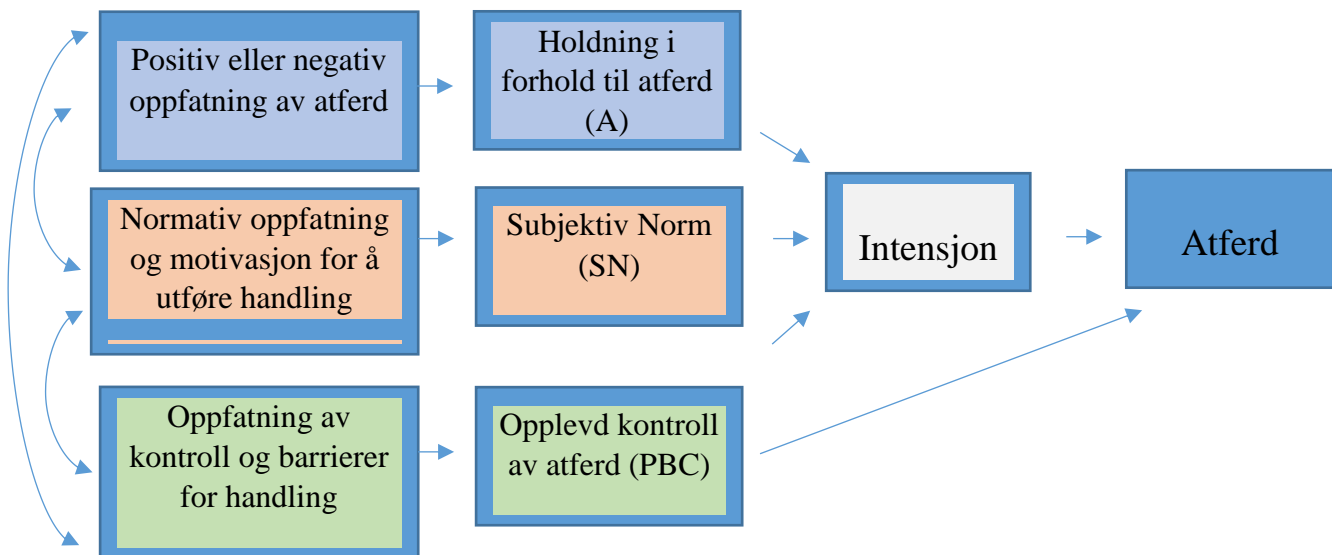 Positiv eller negativ
oppfatning av atferd
Holdning i
forhold til atferd
(A)
Normativ oppfatning
og motivasjon for å
utføre handling
Subjektiv Norm
(SN)
Intensjon
Atferd
Oppfatning av
kontroll og barrierer
for handling
Opplevd kontroll
av atferd (PBC)